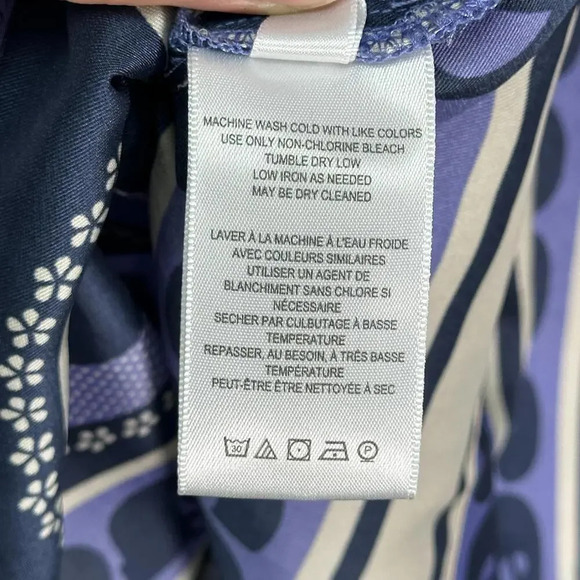 MACHINE WASH COLD WITH LIKE COLORS
USE ONLY NON-CHLORINE BLEACH
TUMBLE DRY LOW
LOW IRON AS NEEDED
MAY BE DRY CLEANED
LAVER À LA MACHINE À L'EAU FROIDE
AVEC COULEURS SIMILAIRES
UTILISER UN AGENT DE
BLANCHIMENT SANS CHLORE SI
NÉCESSAIRE
SECHER PAR CULBUTAGE À BASSE
TEMPERATURE
REPASSER, AU BESOIN, À TRÈS BASSE
TEMPERATURE
PEUT-ÊTRE ÊTRE NETTOYÉE À SEC
30 P